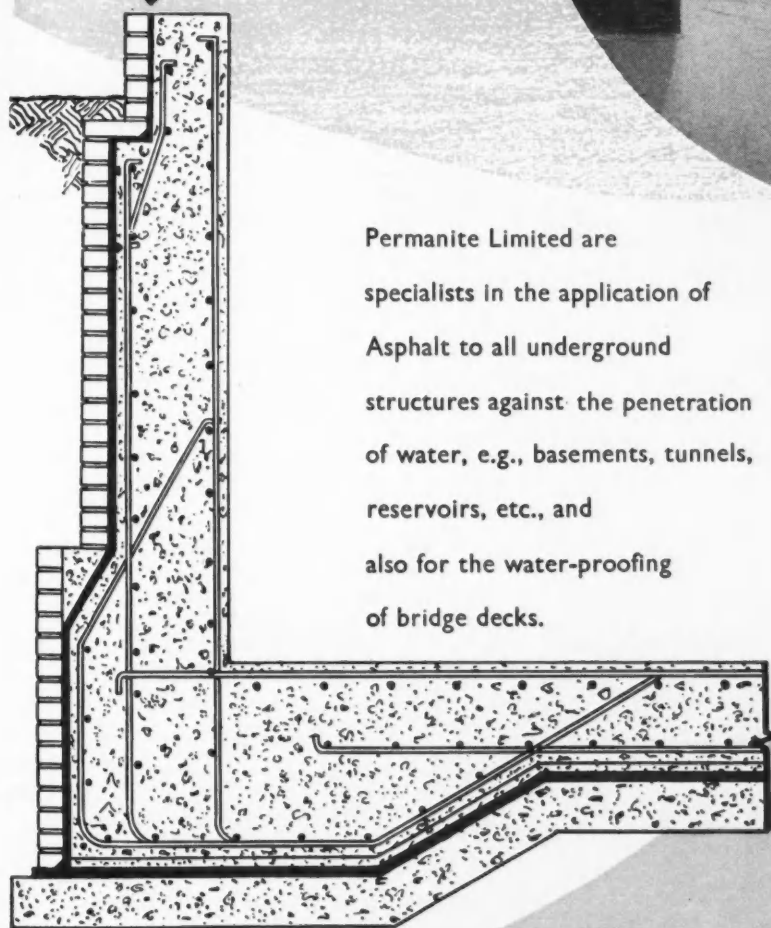 Permanite Limited are
specialists in the application of
Asphalt to all underground
structures against the penetration
of water, e.g., basements, tunnels,
reservoirs, etc., and
also for the water-proofing
of bridge decks.